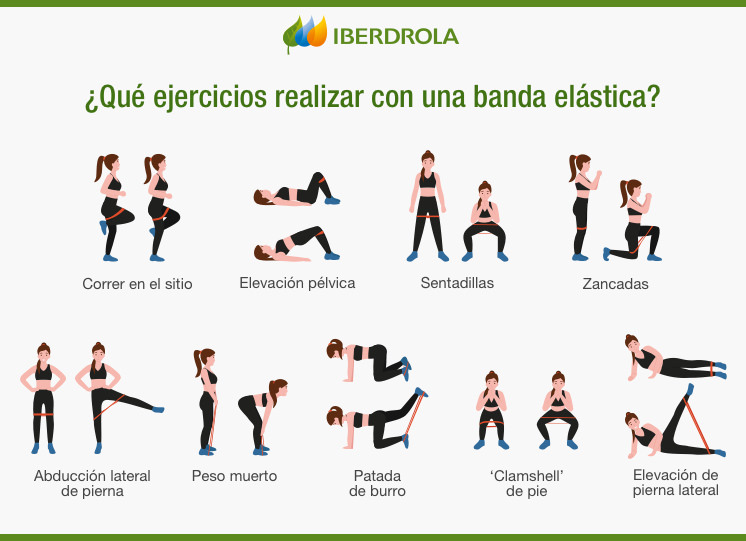 IBERDROLA
¿Qué ejercicios realizar con una banda elástica?
Correr en el sitio
Elevación pélvica
Sentadillas
Zancadas
Abducción lateral
de pierna
Peso muerto
Patada
de burro
‘Clamshell’
de pie
Elevación de
pierna lateral